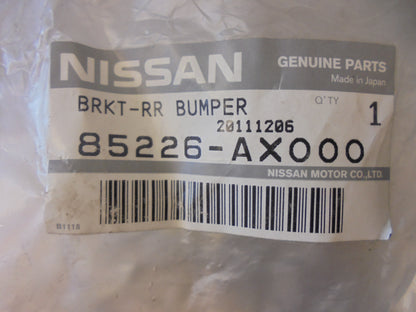 NISSAN
GENUINE PARTS
Made in Japan
BRKT-RR BUMPER
Q'TY
1
20111206
85226-AX000
NISSAN MOTOR CO.,LTD.
B1118